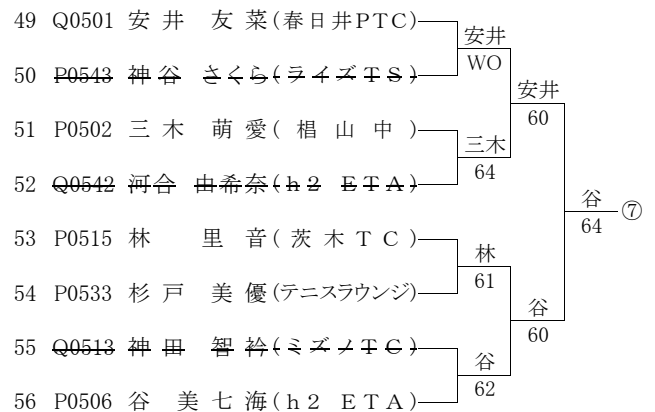 49 Q0501 安井 友菜(春日井PTC)
安井
50 P0543 神谷 さくら(ライズTS)
WO
安井
60
51 P0502 三木 萌愛(椙山中)
三木
64
52 Q0542 河合 由希奈(h2 ETA)
谷
64 ⑦
53 P0515 林 里音(茨木TC)
林
61
54 P0533 杉戸 美優(テニスラウンジ)
谷
60
55 Q0513 神田 智衿(ミズノTC)
谷
62
56 P0506 谷 美七海(h2 ETA)